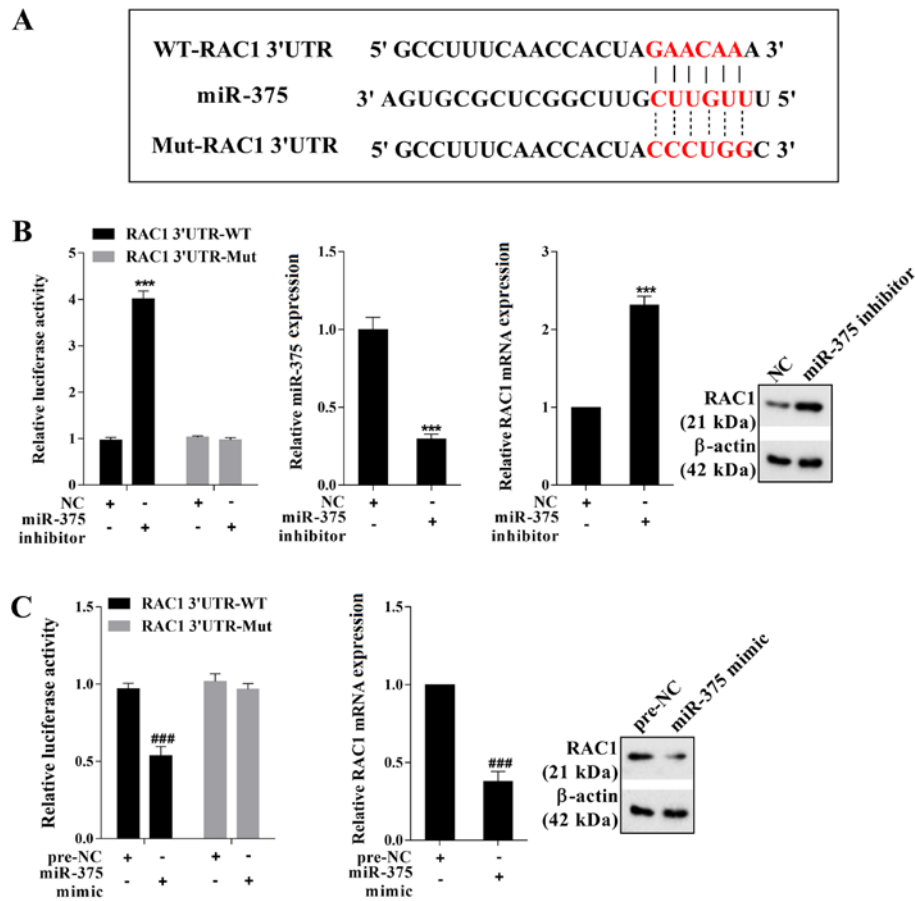 A
WT-RAC1 3'UTR 5' GCCUUUCAACCACUAGAACAAA 3'
miR-375 3' AGUGCGCUCGGCUUGCUUGUUU 5'
Mut-RAC1 3'UTR 5' GCCUUUCAACCACUACCCUGGC 3'
B
RAC1 3'UTR-WT
RAC1 3'UTR-Mut
Relative luciferase activity
5
4
3
2
1
0
NC + - + -
miR-375 inhibitor - + - +
Relative miR-375 expression
1.5
1.0
0.5
0.0
***
NC + -
miR-375 inhibitor - +
Relative RAC1 mRNA expression
3
2
1
0
***
NC + -
miR-375 inhibitor - +
***
NC
miR-375 inhibitor
RAC1
(21 kDa)
β-actin
(42 kDa)
C
RAC1 3'UTR-WT
RAC1 3'UTR-Mut
Relative luciferase activity
1.5
1.0
0.5
0.0
###
pre-NC + - + -
miR-375 mimic - + - +
Relative RAC1 mRNA expression
1.5
1.0
0.5
0.0
###
pre-NC + -
miR-375 mimic - +
pre-NC
miR-375 mimic
RAC1
(21 kDa)
β-actin
(42 kDa)